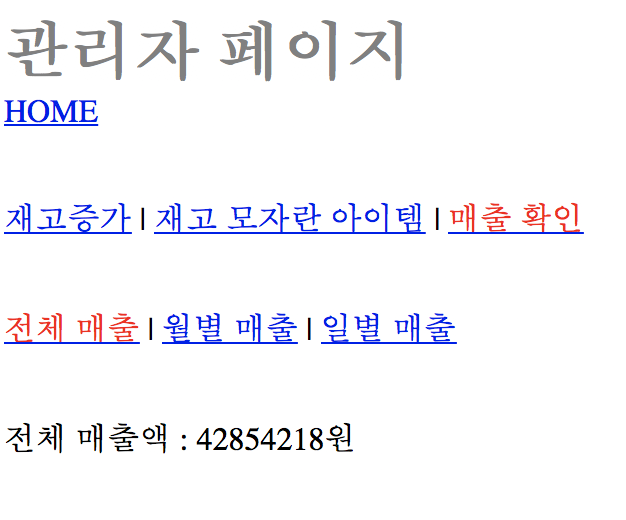 관리자 페이지
HOME
재고증가 | 재고 모자란 아이템 | 매출 확인
전체 매출 | 월별 매출 | 일별 매출
전체 매출액 : 42854218원